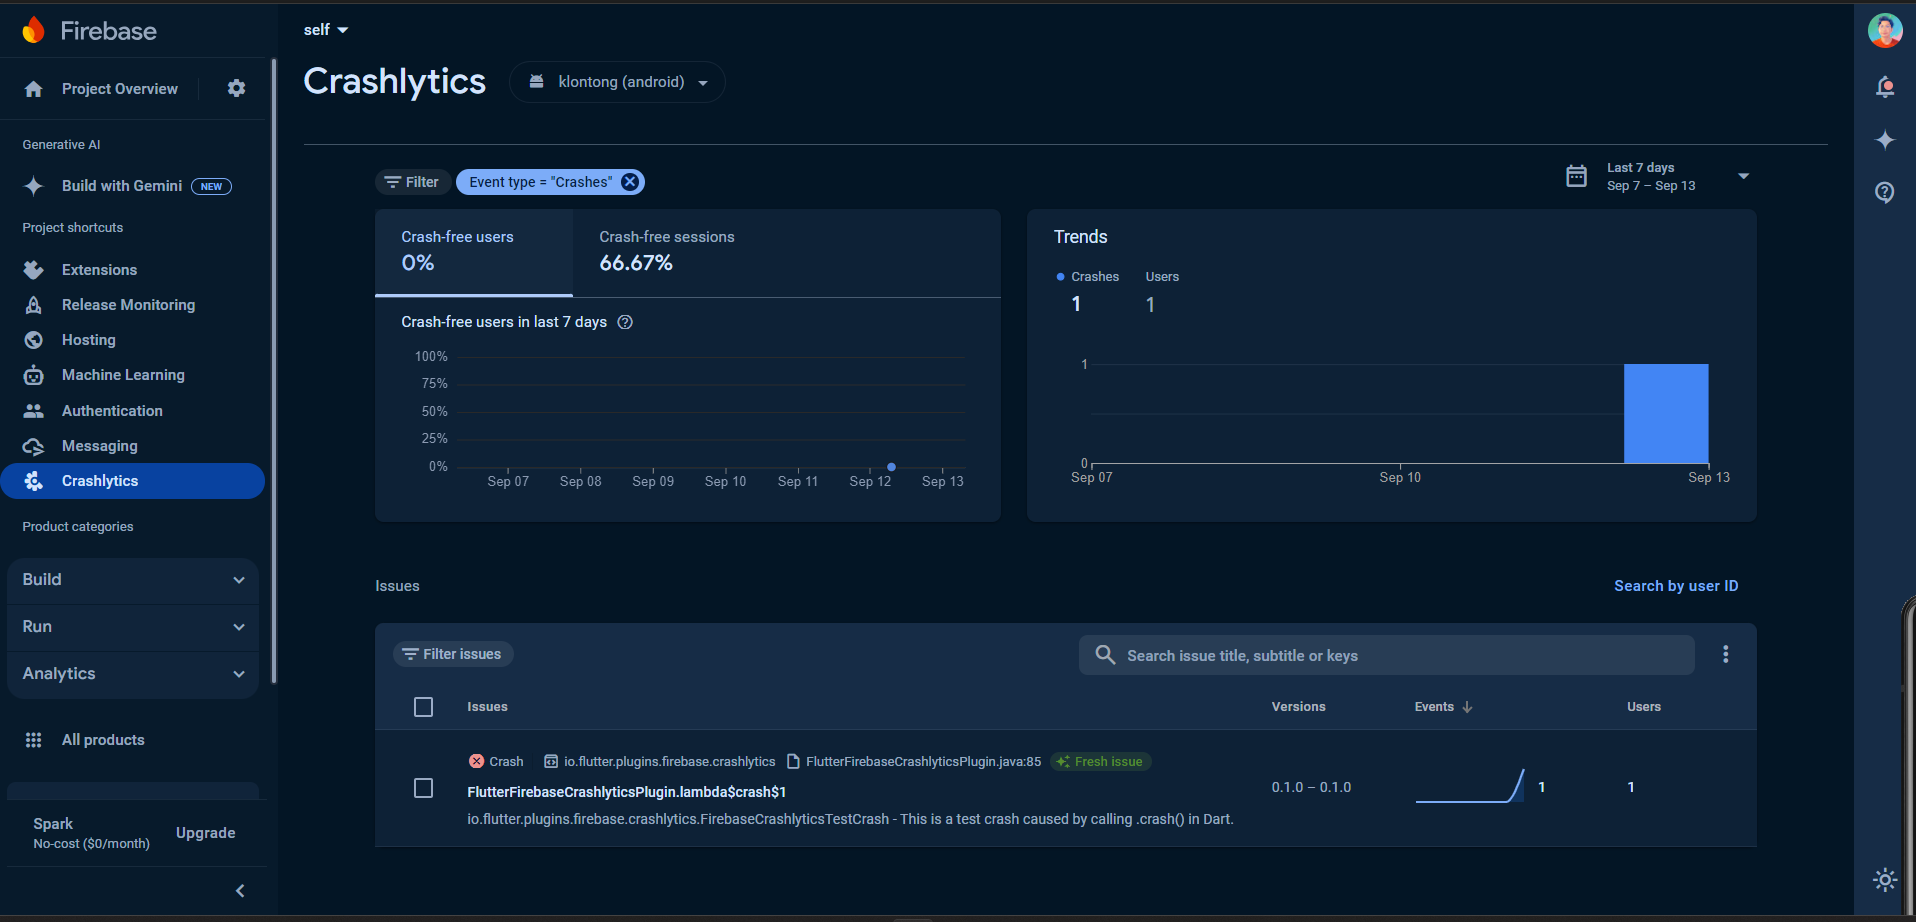 Firebase
Project Overview
Generative AI
Build with Gemini NEW
Project shortcuts
Extensions
Release Monitoring
Hosting
Machine Learning
Authentication
Messaging
Crashlytics
Product categories
Build
Run
Analytics
All products
Spark
No-cost ($0/month)
Upgrade
self
Crashlytics
klontong (android)
Filter
Event type = "Crashes"
Last 7 days
Sep 7 – Sep 13
Crash-free users
0%
Crash-free sessions
66.67%
Crash-free users in last 7 days
100%
75%
50%
25%
0%
Sep 07 Sep 08 Sep 09 Sep 10 Sep 11 Sep 12 Sep 13
Trends
Crashes Users
1 1
1
0
Sep 07 Sep 10 Sep 13
Issues
Search by user ID
Filter issues
Search issue title, subtitle or keys
Issues Versions Events Users
Crash io.flutter.plugins.firebase.crashlytics FlutterFirebaseCrashlyticsPlugin.java:85 Fresh issue
FlutterFirebaseCrashlyticsPlugin.lambda$crash$1
io.flutter.plugins.firebase.crashlytics.FirebaseCrashlyticsTestCrash - This is a test crash caused by calling .crash() in Dart.
0.1.0 – 0.1.0 1 1